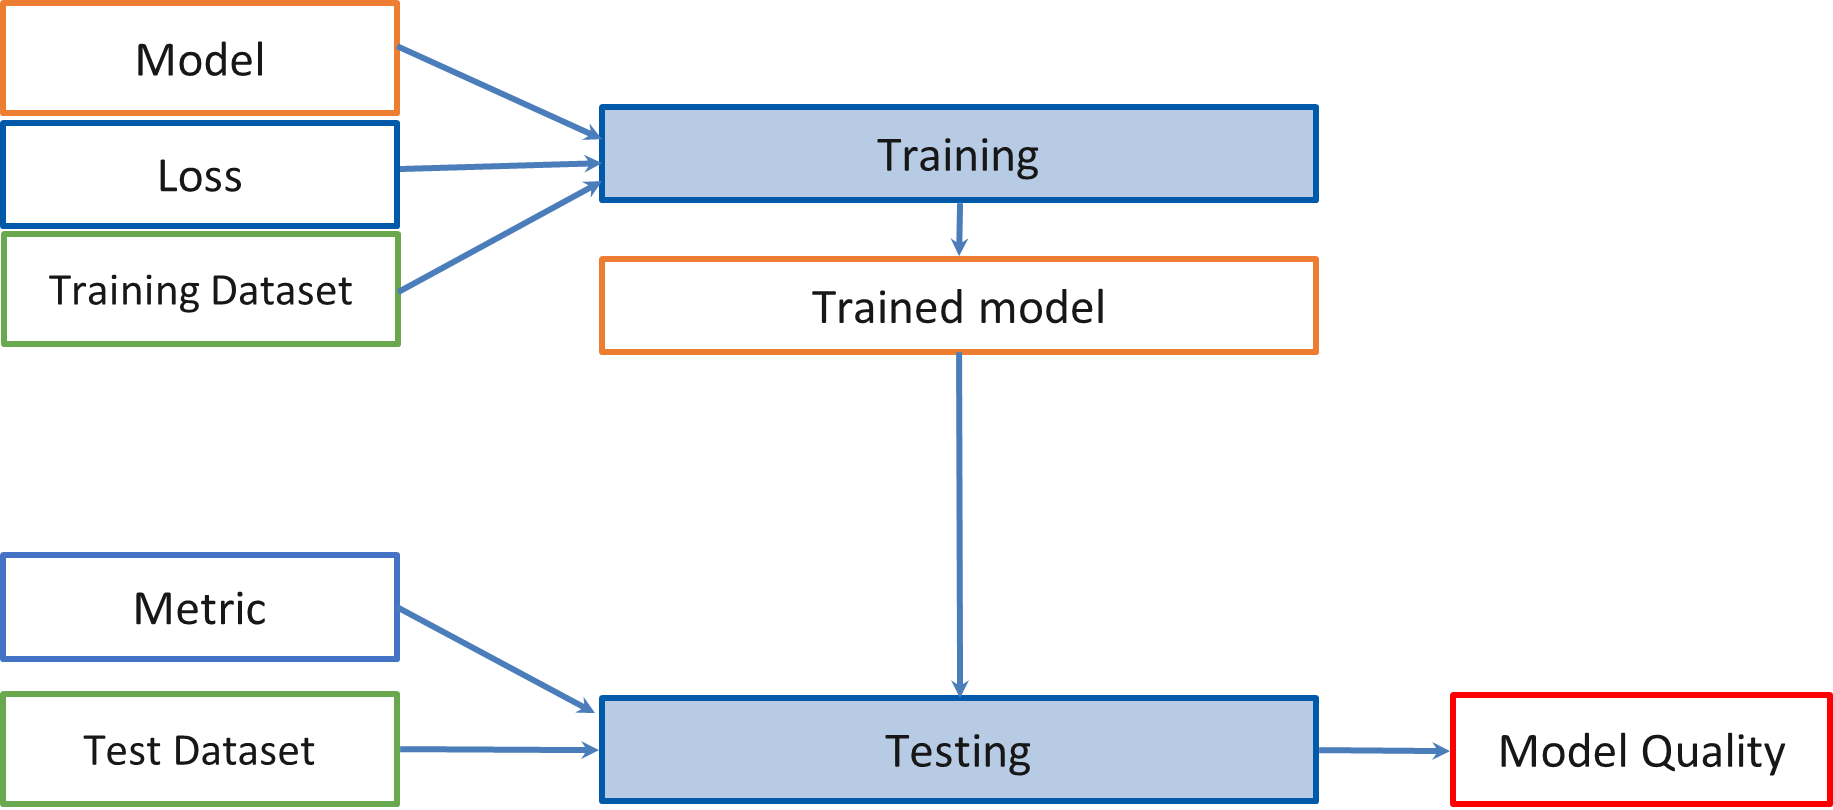 Model
Loss
Training Dataset
Training
Trained model
Metric
Test Dataset
Testing
Model Quality